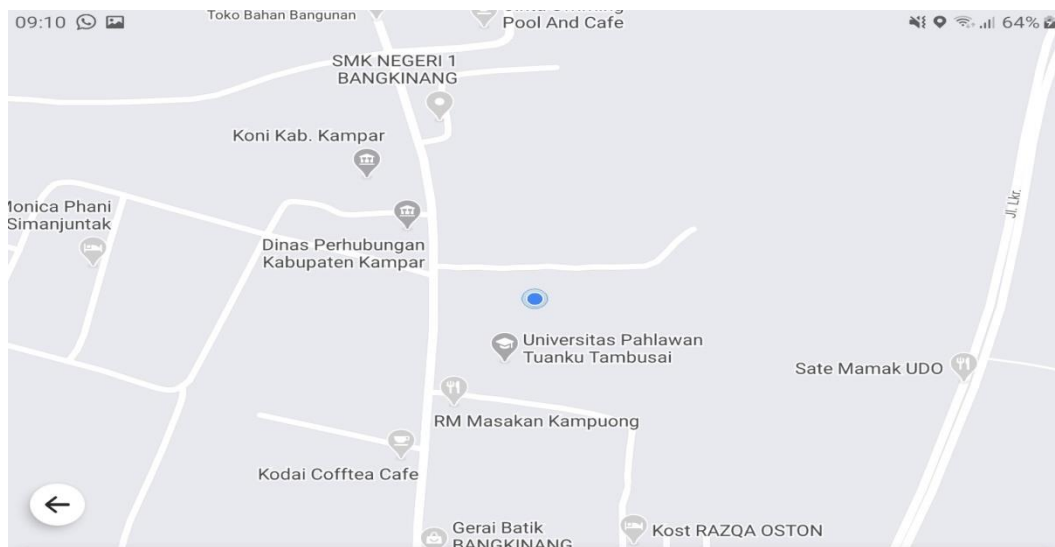 09:10
64%
Toko Bahan Bangunan
Pool And Cafe
SMK NEGERI 1
BANGKINANG
Koni Kab. Kampar
Monica Phani
Simanjuntak
Jl. Lkr.
Dinas Perhubungan
Kabupaten Kampar
Universitas Pahlawan
Tuanku Tambusai
Sate Mamak UDO
RM Masakan Kampuong
Kodai Cofftea Cafe
Gerai Batik
BANGKINANG
Kost RAZQA OSTON